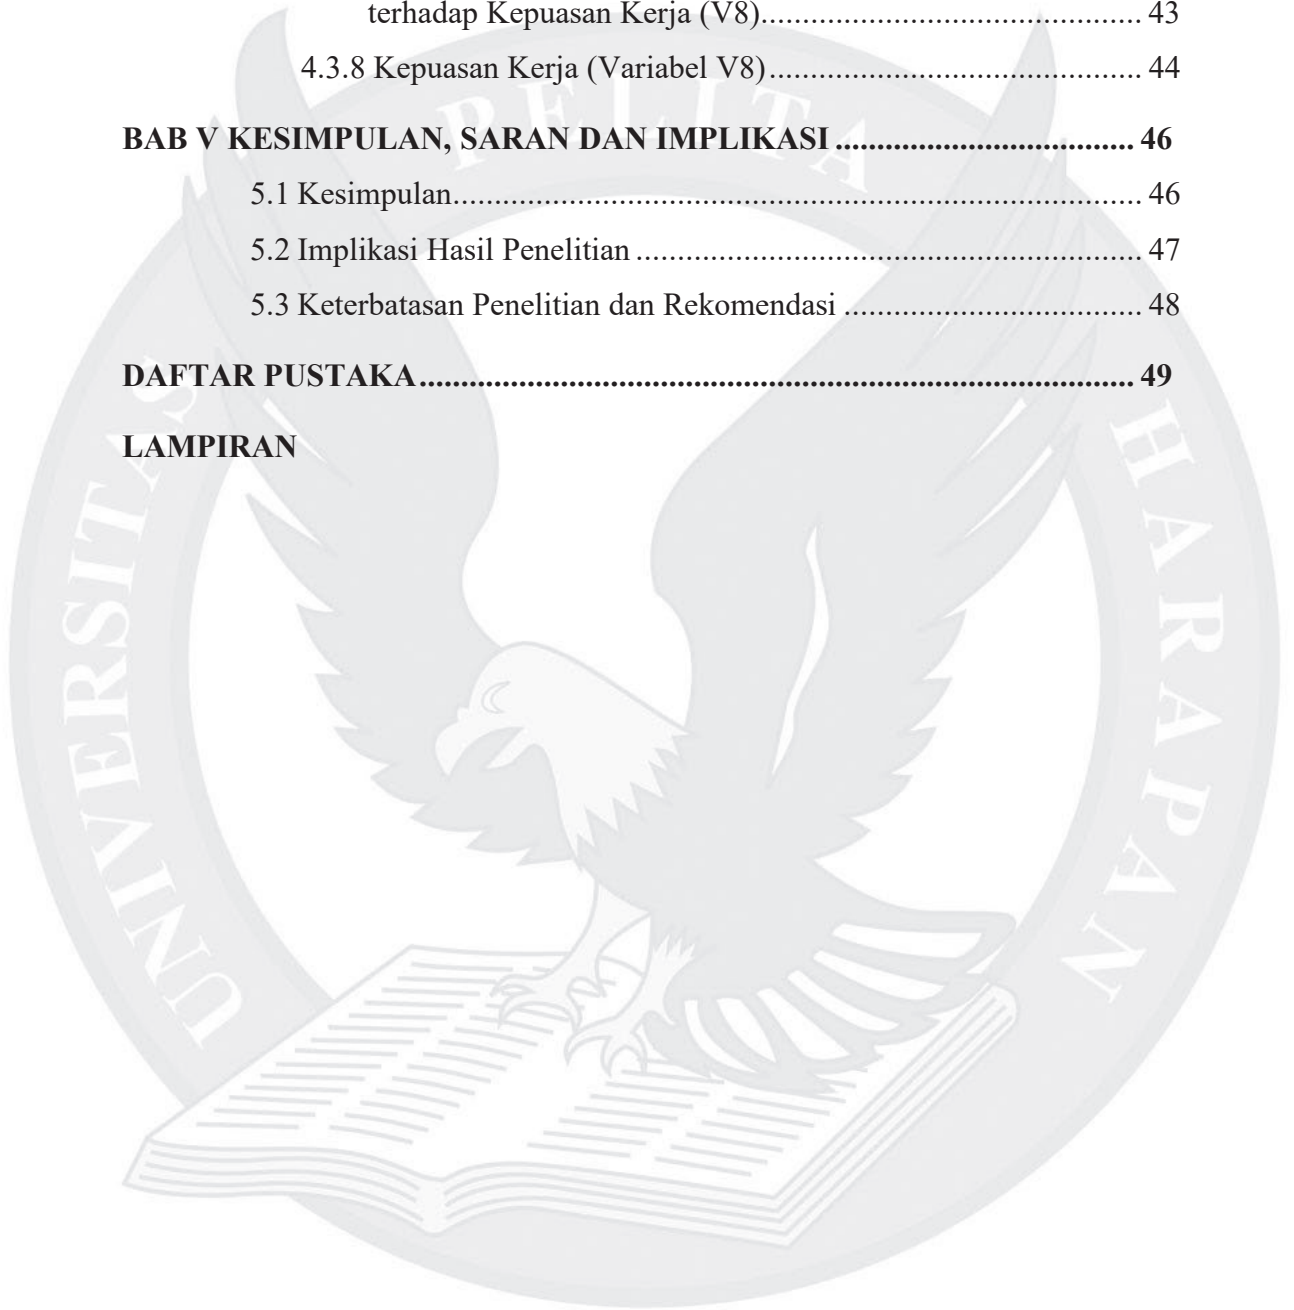 terhadap Kepuasan Kerja (V8)............................................... 43
4.3.8 Kepuasan Kerja (Variabel V8)............................................. 44
BAB V KESIMPULAN, SARAN DAN IMPLIKASI .................................... 46
5.1 Kesimpulan.................................................................................... 46
5.2 Implikasi Hasil Penelitian .............................................................. 47
5.3 Keterbatasan Penelitian dan Rekomendasi .................................... 48
DAFTAR PUSTAKA...................................................................................... 49
LAMPIRAN
UNIVERSITAS PELITA HARAPAN